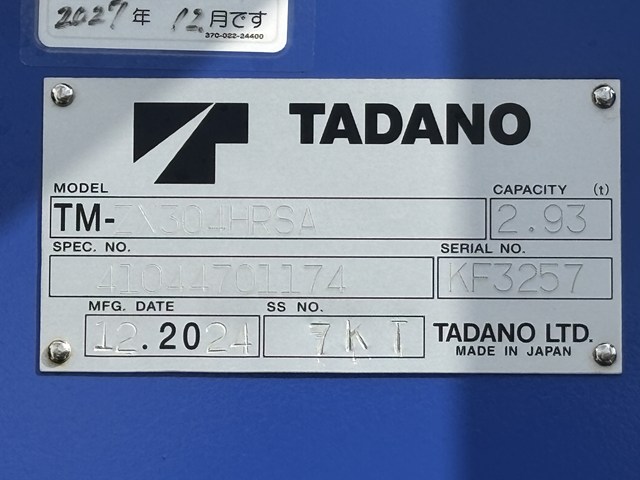 2027年 12月です
370-022-24400
TADANO
MODEL CAPACITY (t)
TM-ZX304HRSA 2.93
SPEC. NO. SERIAL NO.
41044701174 KF3257
MFG. DATE SS NO.
12.2024 7KT TADANO LTD.
MADE IN JAPAN